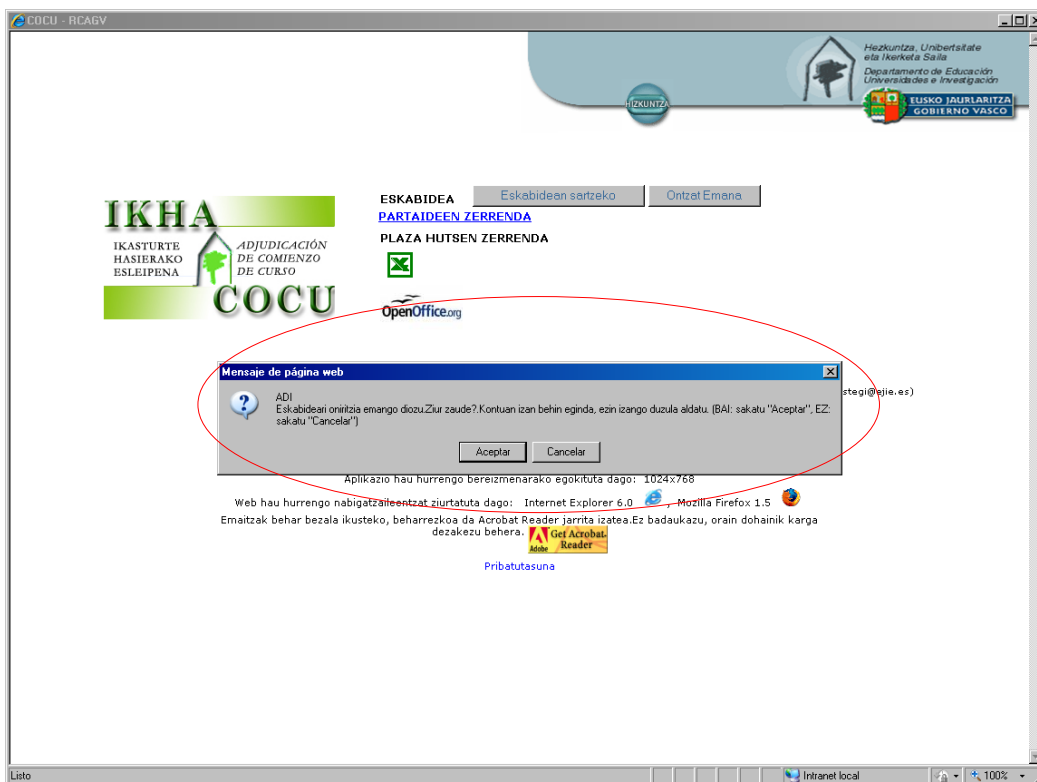 COCU - RCAGV
Hezkuntza, Unibertsitate
eta Ikerketa Saila
Departamento de Educación
Universidades e Investigación
EUSKO JAURLARITZA
GOBIERNO VASCO
HIZKUNTZA
ESKABIDEA
Eskabidean sartzeko
Ontzat Emana
PARTAIDEEN ZERRENDA
PLAZA HUTSEN ZERRENDA
IKHA
IKASTURTE
HASIERAKO
ESLEIPENA
ADJUDICACIÓN
DE COMIENZO
DE CURSO
COCU
OpenOffice.org
Mensaje de página web
stegi@ejie.es)
ADI
Eskabideari oniritzia emango diozu.Ziur zaude?.Kontuan izan behin eginda, ezin izango duzula aldatu. (BAI: sakatu "Aceptar", EZ:
sakatu "Cancelar")
Aceptar
Cancelar
Aplikazio hau hurrengo bereizmenarako egokituta dago: 1024x768
Web hau hurrengo nabigatzaileentzat ziurtatuta dago: Internet Explorer 6.0 , Mozilla Firefox 1.5
Emaitzak behar bezala ikusteko, beharrezkoa da Acrobat Reader jarrita izatea.Ez badaukazu, orain dohainik karga
dezakezu behera.
Get Acrobat
Reader
Adobe
Pribatutasuna
Listo
Intranet local
100%